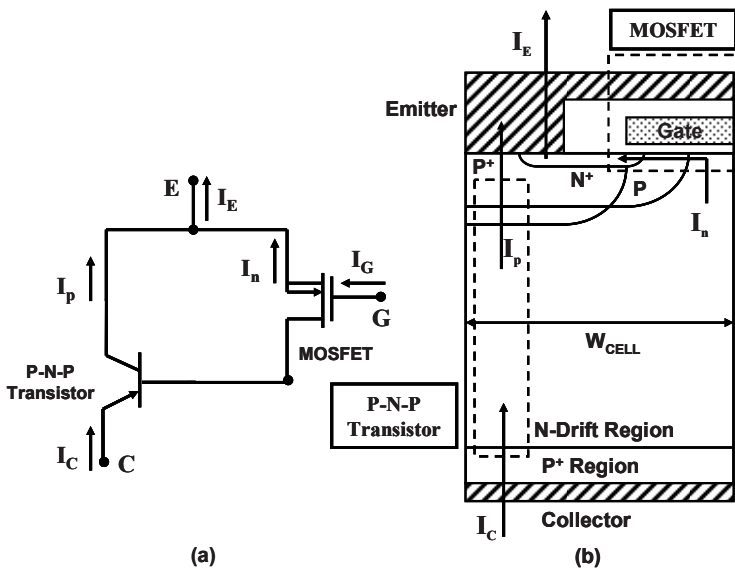 E
I_E
I_p
I_n
I_G
G
MOSFET
P-N-P
Transistor
I_C
C
(a)
MOSFET
I_E
Emitter
Gate
P+
N+
P
I_n
I_p
W_CELL
P-N-P
Transistor
N-Drift Region
P+ Region
I_C
Collector
(b)